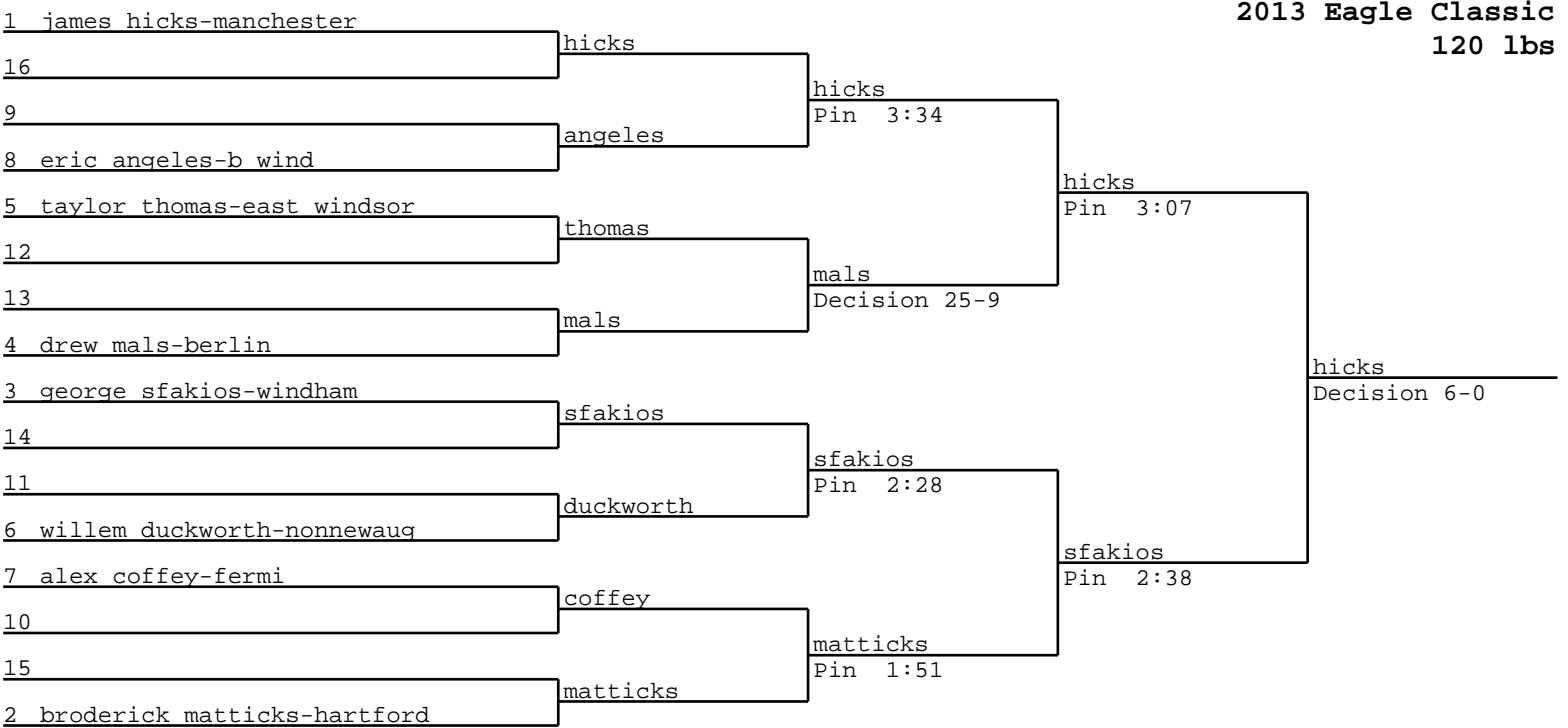 2013 Eagle Classic
120 lbs
1 james hicks-manchester
16
9
8 eric angeles-b wind
5 taylor thomas-east windsor
12
13
4 drew mals-berlin
3 george sfakios-windham
14
11
6 willem duckworth-nonnewaug
7 alex coffey-fermi
10
15
2 broderick matticks-hartford
hicks
angeles
thomas
mals
sfakios
duckworth
coffey
matticks
hicks
Pin 3:34
mals
Decision 25-9
sfakios
Pin 2:28
matticks
Pin 1:51
hicks
Pin 3:07
sfakios
Pin 2:38
hicks
Decision 6-0